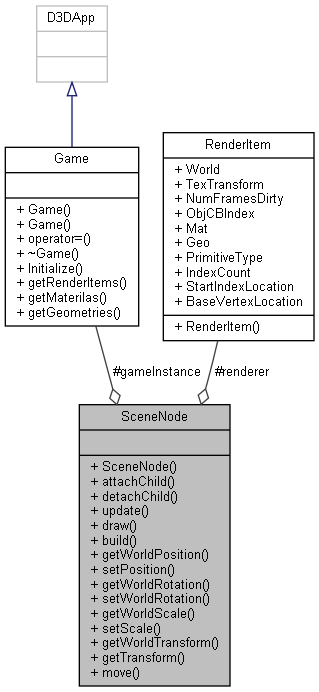 D3DApp
Game
+ Game()
+ Game()
+ operator=()
+ ~Game()
+ Initialize()
+ getRenderItems()
+ getMaterilas()
+ getGeometries()
RenderItem
+ World
+ TexTransform
+ NumFramesDirty
+ ObjCBIndex
+ Mat
+ Geo
+ PrimitiveType
+ IndexCount
+ StartIndexLocation
+ BaseVertexLocation
+ RenderItem()
#gameInstance
#renderer
SceneNode
+ SceneNode()
+ attachChild()
+ detachChild()
+ update()
+ draw()
+ build()
+ getWorldPosition()
+ setPosition()
+ getWorldRotation()
+ setWorldRotation()
+ getWorldScale()
+ setScale()
+ getWorldTransform()
+ getTransform()
+ move()